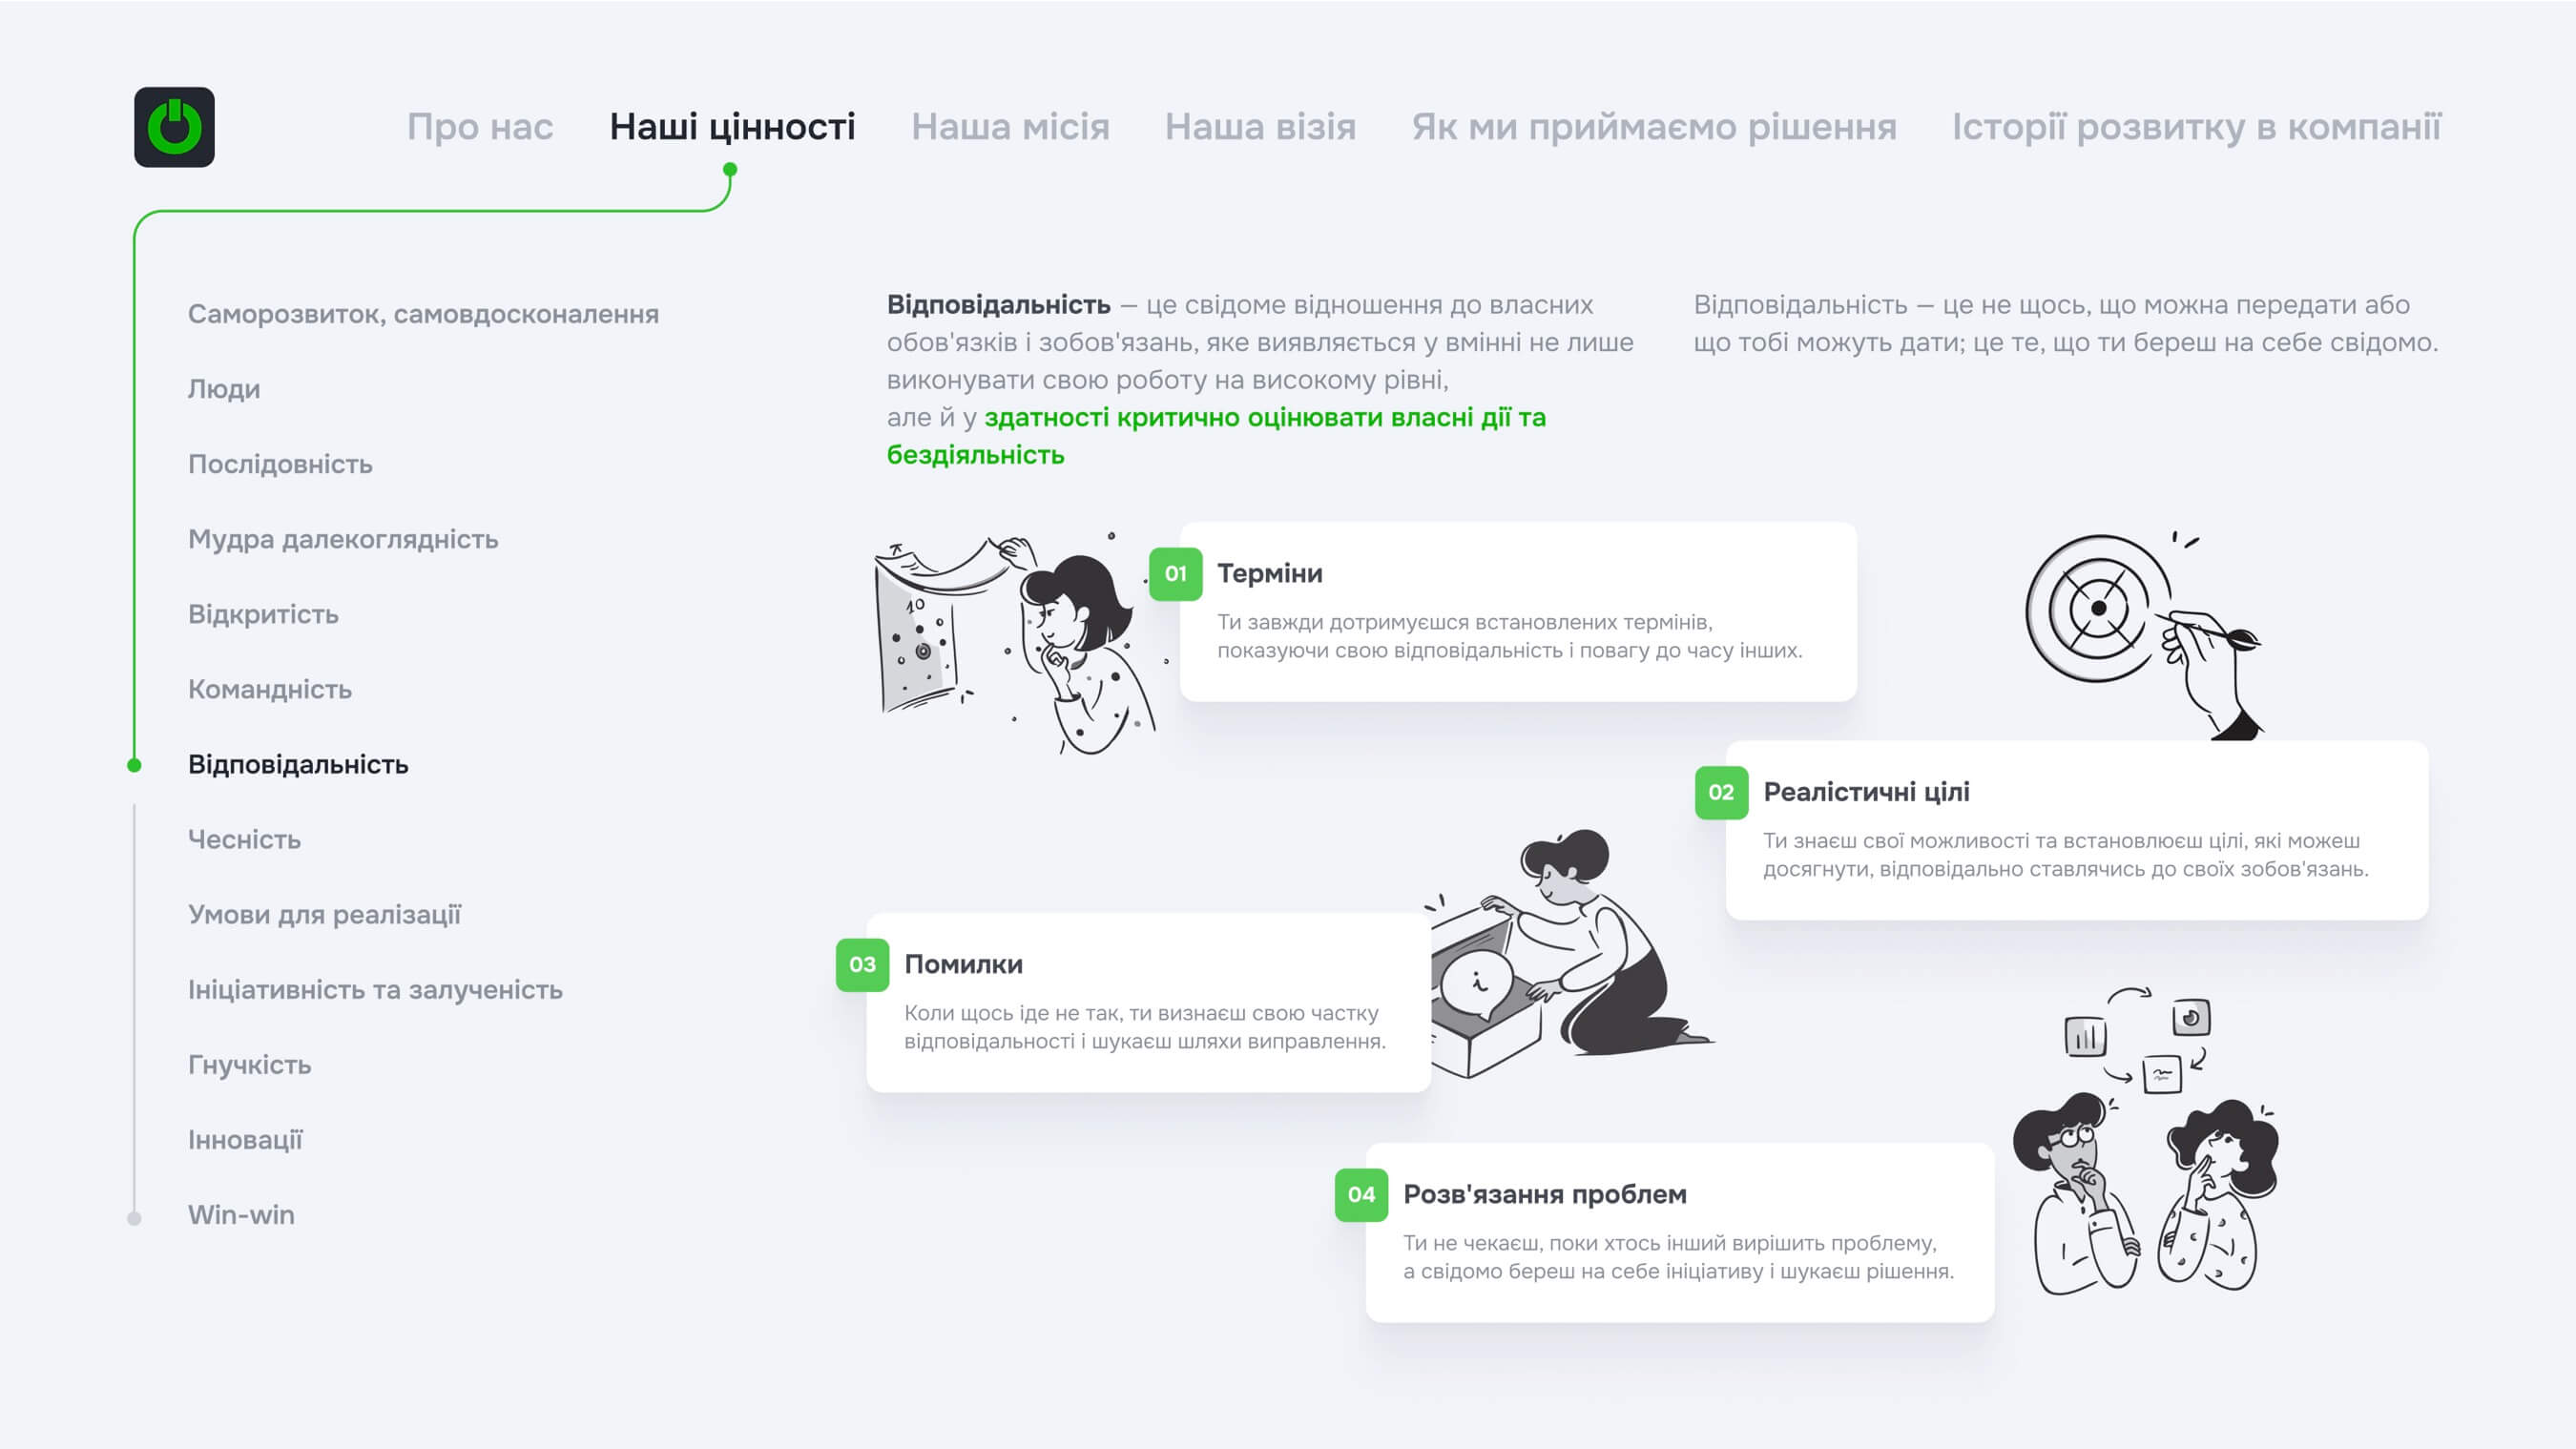 Про нас
Наші цінності
Наша місія
Наша візія
Як ми приймаємо рішення
Історії розвитку в компанії
Саморозвиток, самовдосконалення
Люди
Послідовність
Мудра далекоглядність
Відкритість
Командність
Відповідальність
Чесність
Умови для реалізації
Ініціативність та залученість
Гнучкість
Інновації
Win-win
Відповідальність — це свідоме відношення до власних
обов'язків і зобов'язань, яке виявляється у вмінні не лише
виконувати свою роботу на високому рівні,
але й у здатності критично оцінювати власні дії та
бездіяльність
Відповідальність — це не щось, що можна передати або
що тобі можуть дати; це те, що ти береш на себе свідомо.
10
01
Терміни
Ти завжди дотримуєшся встановлених термінів,
показуючи свою відповідальність і повагу до часу інших.
02
Реалістичні цілі
Ти знаєш свої можливості та встановлюєш цілі, які можеш
досягнути, відповідально ставлячись до своїх зобов'язань.
03
Помилки
Коли щось іде не так, ти визнаєш свою частку
відповідальності і шукаєш шляхи виправлення.
i
04
Розв'язання проблем
Ти не чекаєш, поки хтось інший вирішить проблему,
а свідомо береш на себе ініціативу і шукаєш рішення.